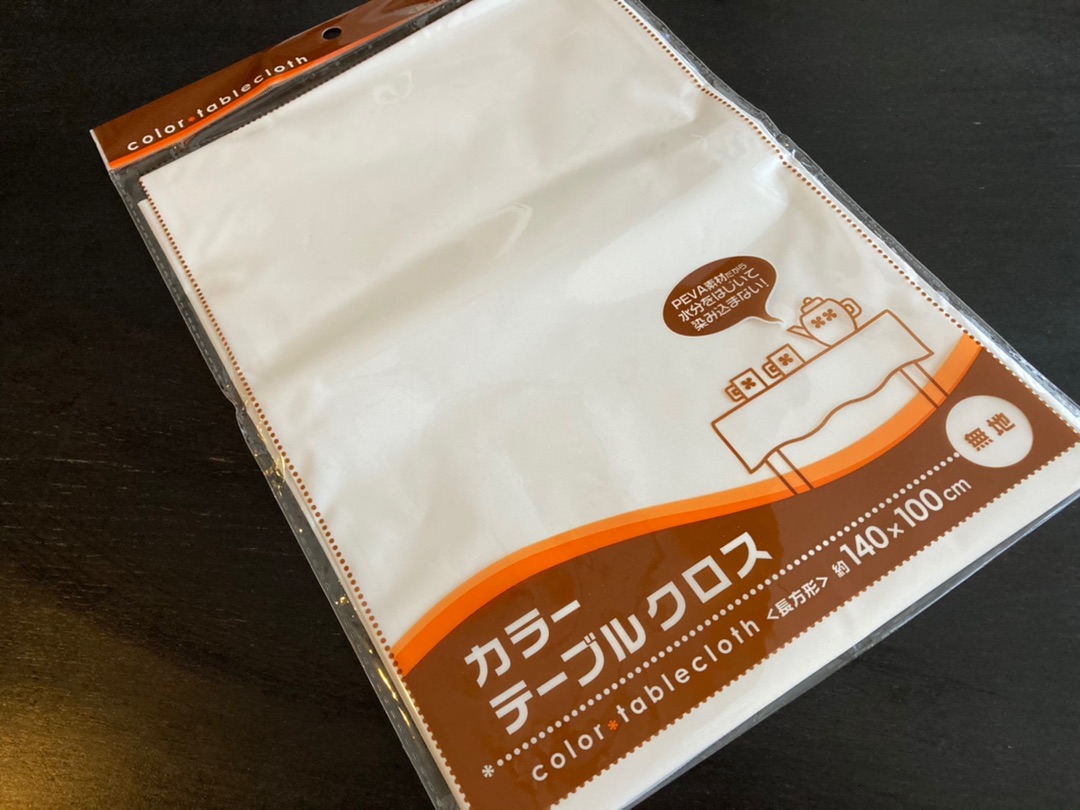 color*tablecloth
PEVA素材だから
水分をはじいて
染み込まない!
無地
カラー
テーブルクロス
<長方形> 約140×100cm
color*tablecloth